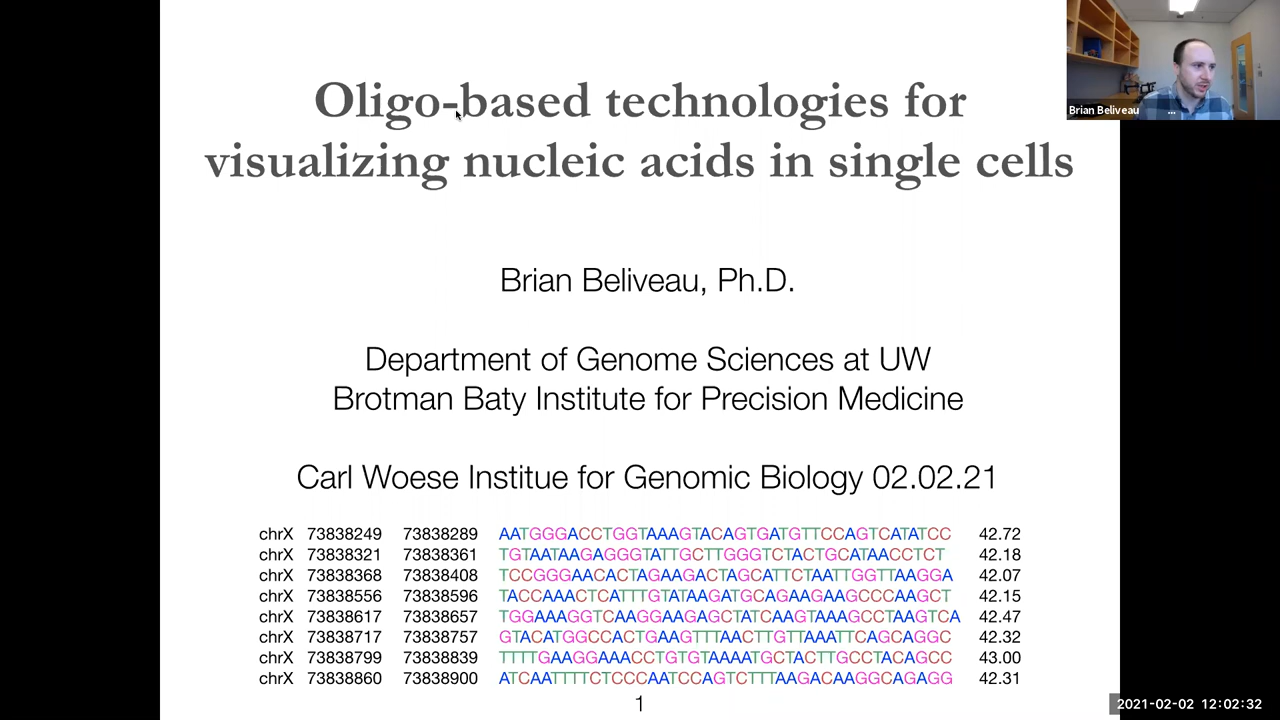 Oligo-based technologies for
visualizing nucleic acids in single cells
Brian Beliveau
...
Brian Beliveau, Ph.D.
Department of Genome Sciences at UW
Brotman Baty Institute for Precision Medicine
Carl Woese Institue for Genomic Biology 02.02.21
chrX 73838249 73838289 AATGGGACCTGGTAAAGTACAGTGATGTTCCAGTCATATCC 42.72
chrX 73838321 73838361 TGTAATAAGAGGGTATTGCTTGGGTCTACTGCATAACCTCT 42.18
chrX 73838368 73838408 TCCGGGAACACTAGAAGACTAGCATTCTAATTGGTTAAGGA 42.07
chrX 73838556 73838596 TACCAAACTCATTTGTATAAGATGCAGAAGAAGCCCAAGCT 42.15
chrX 73838617 73838657 TGGAAAGGTCAAGGAAGAGCTATCAAGTAAAGCCTAAGTCA 42.47
chrX 73838717 73838757 GTACATGGCCACTGAAGTTTAACTTGTTAAATTCAGCAGGC 42.32
chrX 73838799 73838839 TTTTGAAGGAAACCTGTGTAAAATGCTACTTGCCTACAGCC 43.00
chrX 73838860 73838900 ATCAATTTTCTCCCAATCCAGTCTTTAAGACAAGGCAGAGG 42.31
1
2021-02-02 12:02:32